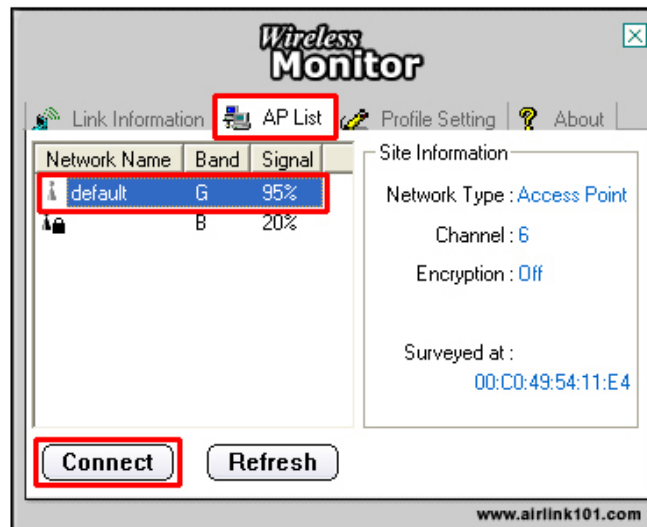 Wireless
Monitor
Link Information AP List Profile Setting About
Network Name Band Signal
default G 95%
B 20%
Site Information
Network Type : Access Point
Channel : 6
Encryption : Off
Surveyed at :
00:C0:49:54:11:E4
Connect Refresh
www.airlink101.com